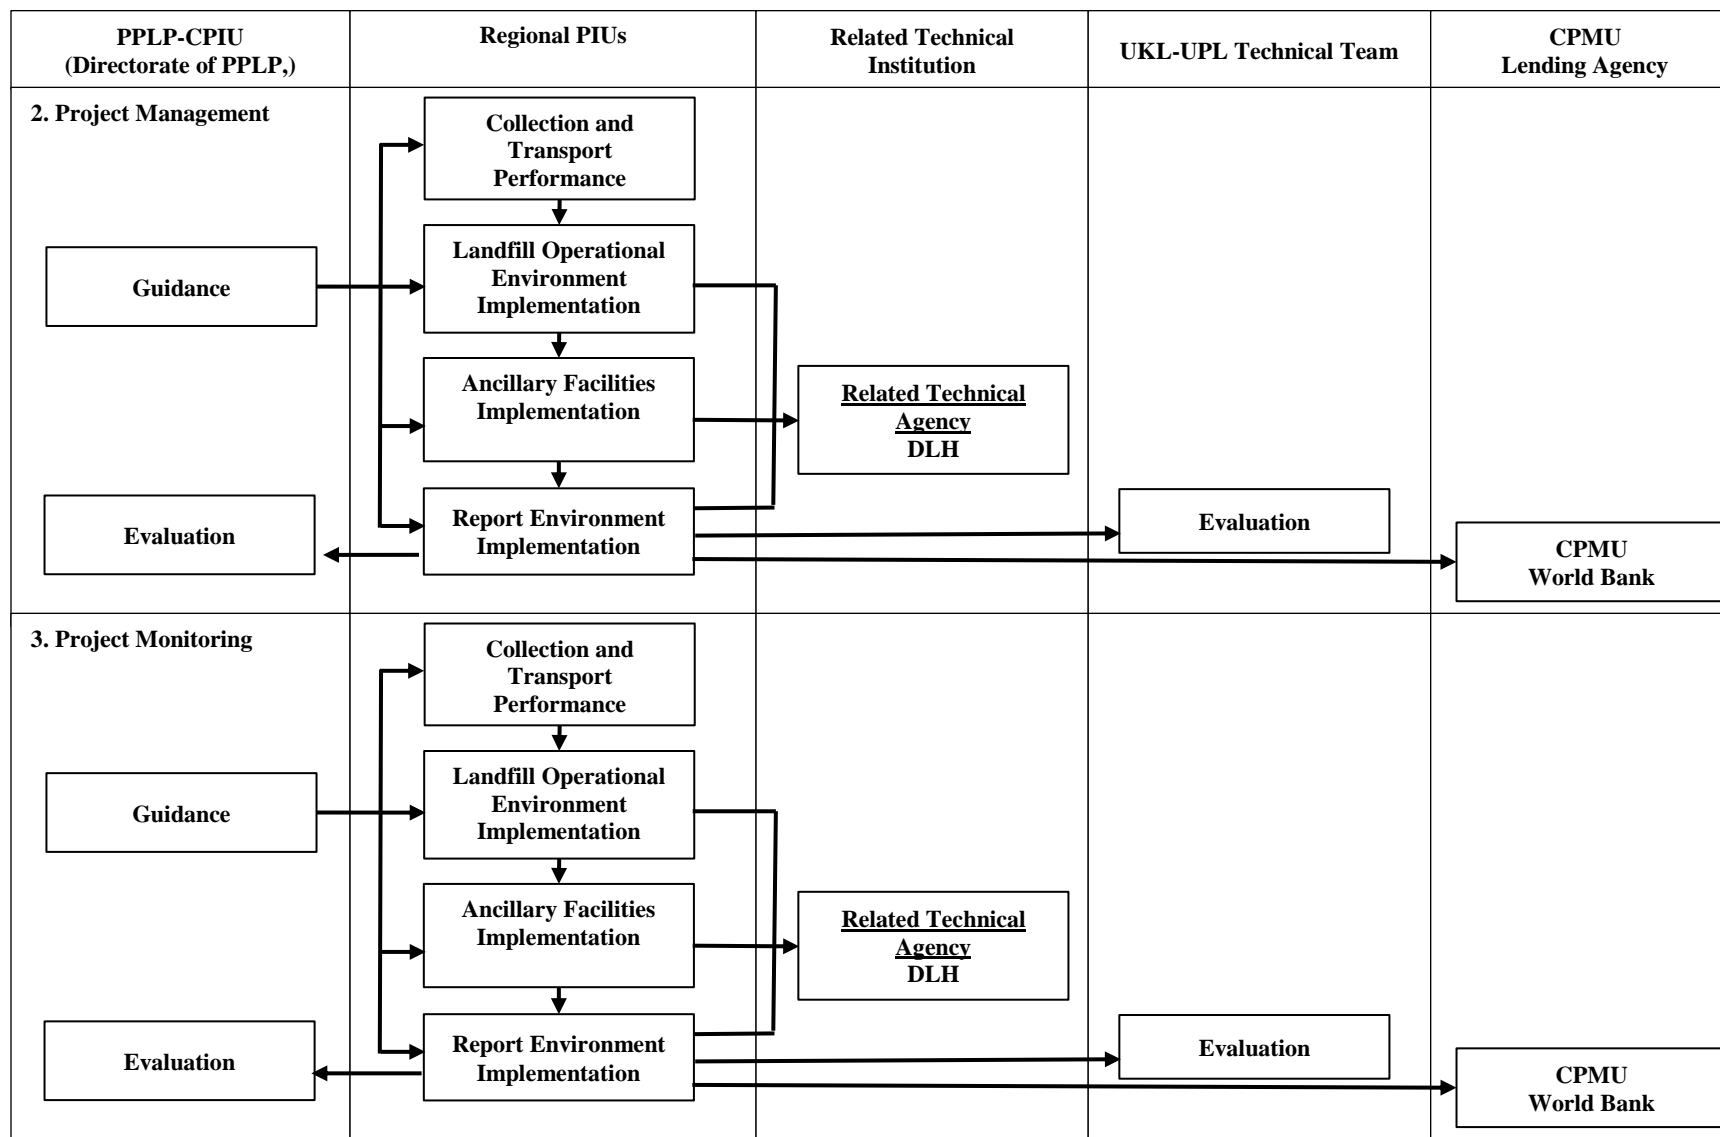 PPLP-CPIU
(Directorate of PPLP,)
Regional PIUs
Related Technical
Institution
UKL-UPL Technical Team
CPMU
Lending Agency
2. Project Management
Collection and
Transport
Performance
Landfill Operational
Environment
Implementation
Guidance
Ancillary Facilities
Implementation
Related Technical
Agency
DLH
Evaluation
Report Environment
Implementation
Evaluation
CPMU
World Bank
3. Project Monitoring
Collection and
Transport
Performance
Landfill Operational
Environment
Implementation
Guidance
Ancillary Facilities
Implementation
Related Technical
Agency
DLH
Evaluation
Report Environment
Implementation
Evaluation
CPMU
World Bank